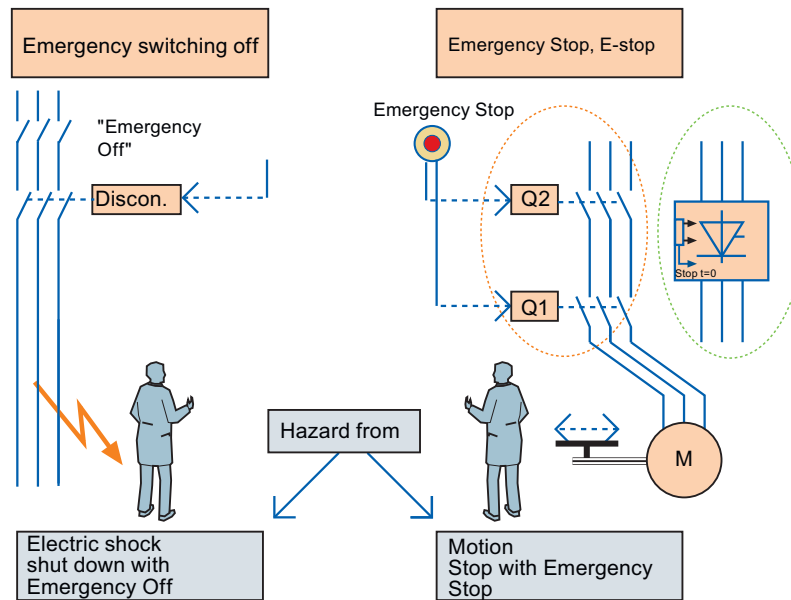 Emergency switching off
Emergency Stop, E-stop
"Emergency
Off"
Discon.
Emergency Stop
Q2
Q1
Stop t=0
Hazard from
M
Electric shock
shut down with
Emergency Off
Motion
Stop with Emergency
Stop